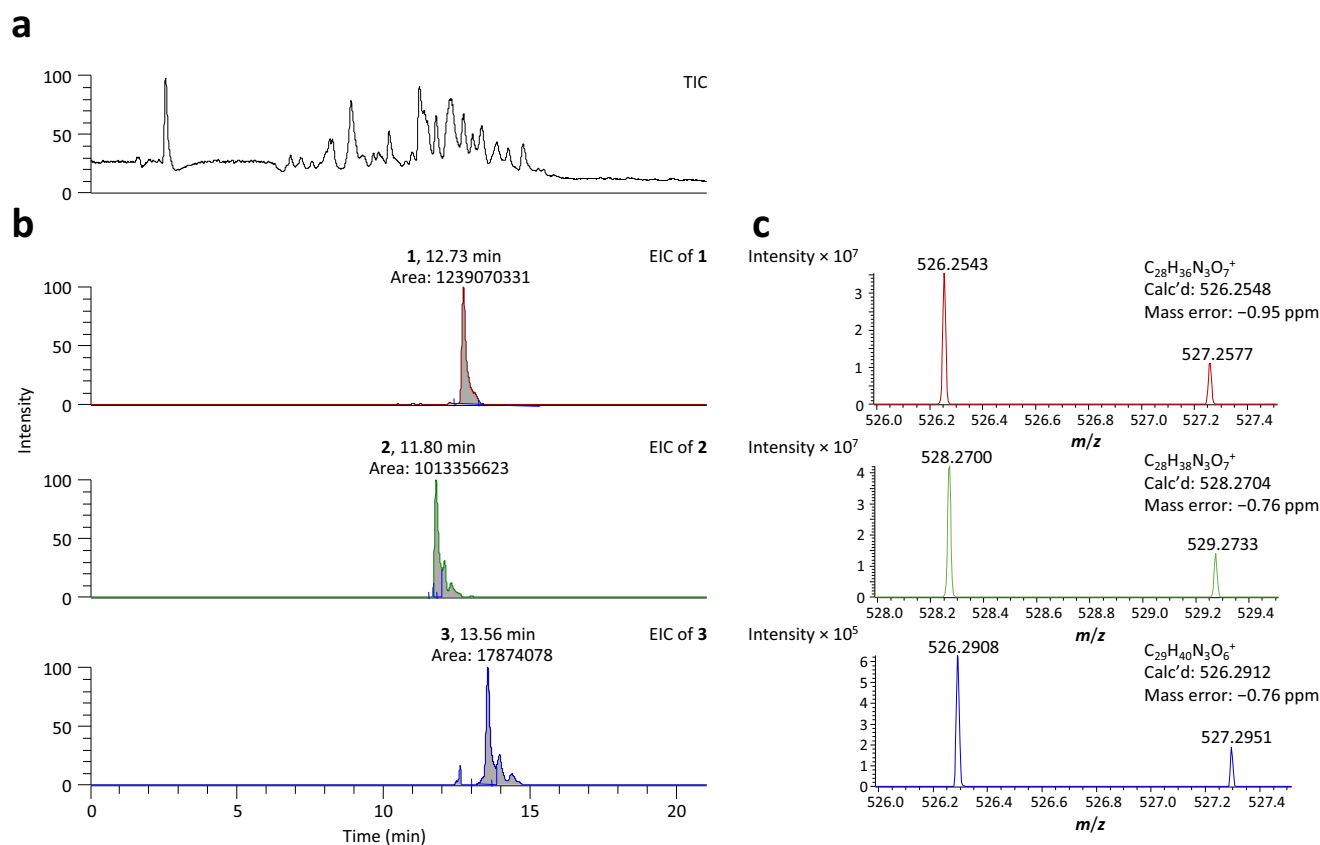 a
TIC
100
50
0
b
1, 12.73 min
Area: 1239070331
EIC of 1
100
50
0
2, 11.80 min
Area: 1013356623
EIC of 2
100
50
0
3, 13.56 min
Area: 17874078
EIC of 3
100
50
0
Intensity
0 5 10 15 20
Time (min)
c
Intensity × 10⁷
526.2543
C₂₈H₃₆N₃O₇⁺
Calc'd: 526.2548
Mass error: −0.95 ppm
527.2577
3
2
1
0
526.0 526.2 526.4 526.6 526.8 527.0 527.2 527.4
m/z
Intensity × 10⁷
528.2700
C₂₈H₃₈N₃O₇⁺
Calc'd: 528.2704
Mass error: −0.76 ppm
529.2733
4
3
2
1
0
528.0 528.2 528.4 528.6 528.8 529.0 529.2 529.4
m/z
Intensity × 10⁵
526.2908
C₂₉H₄₀N₃O₆⁺
Calc'd: 526.2912
Mass error: −0.76 ppm
527.2951
6
5
4
3
2
1
0
526.0 526.2 526.4 526.6 526.8 527.0 527.2 527.4
m/z